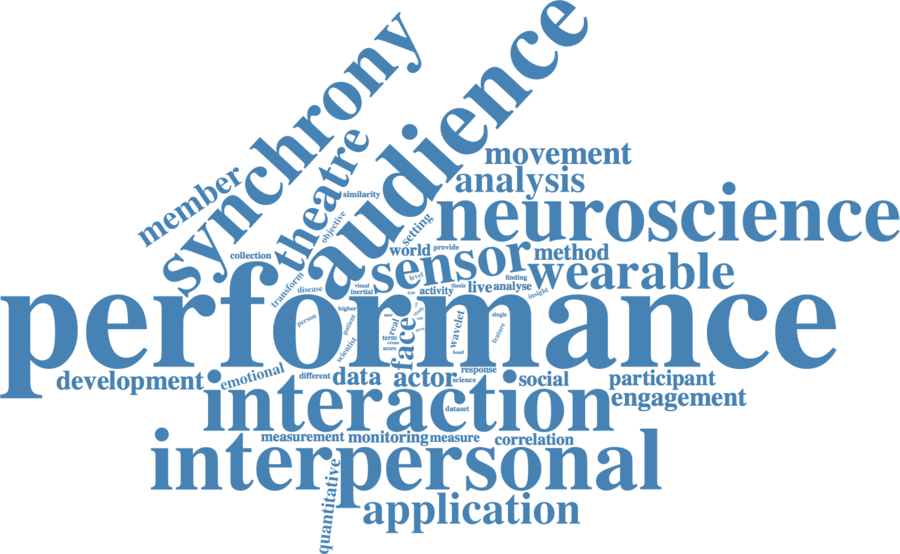 synchrony
audience
theatre
member
movement
analysis
similarity
objective
setting
neuroscience
collection
world
provide
sensor
method
wearable
transform
disease
visual
inertial
level
type
activity
thesis
live
finding
analyse
insight
performance
person
higher
patient
scientist
real
term
cross
score
face
study
wavelet
band
single
feature
development
emotional
different
data
actor
response
science
social
participant
interaction
dataset
engagement
measurement
monitoring
measure
correlation
interpersonal
quantitative
application